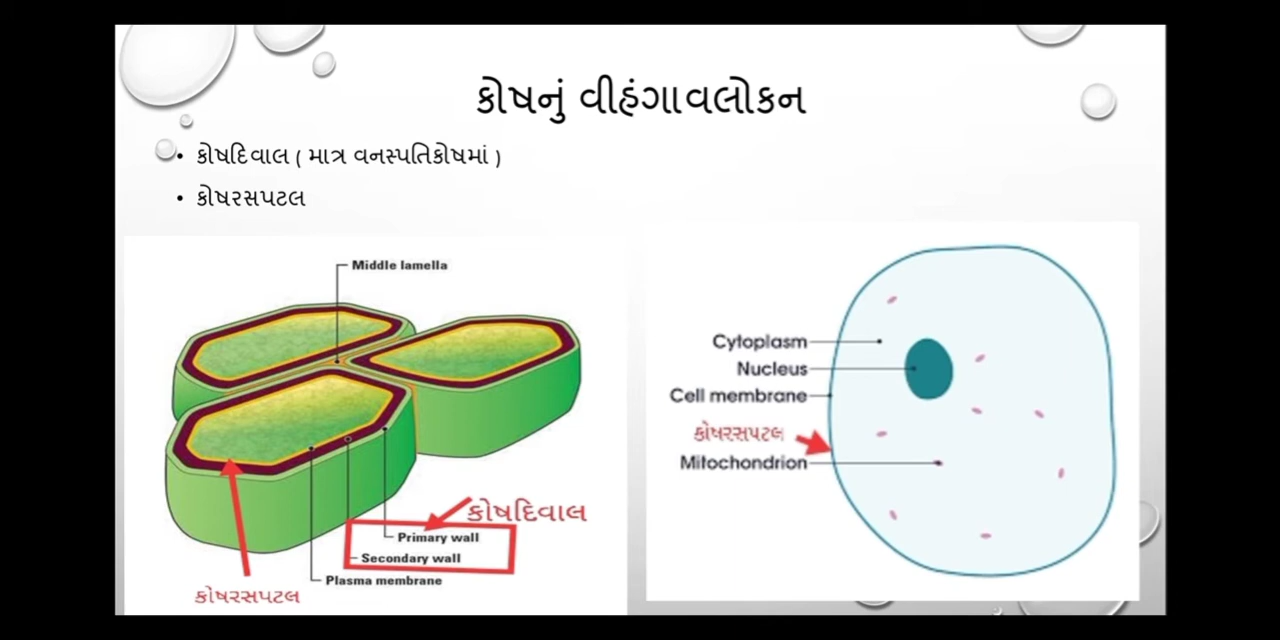 કોષનું વીહંગાવલોકન
• કોષદિવાલ ( માત્ર વનસ્પતિકોષમાં )
• કોષરસપટલ
Middle lamella
કોષદિવાલ
Primary wall
Secondary wall
Plasma membrane
કોષરસપટલ
Cytoplasm
Nucleus
Cell membrane
કોષરસપટલ
Mitochondrion